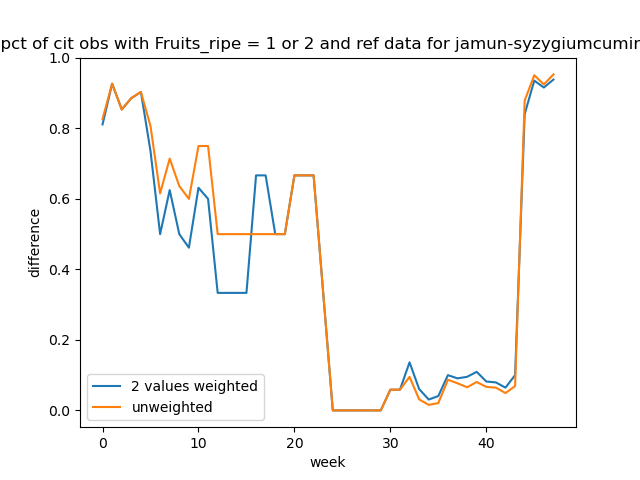 pct of cit obs with Fruits_ripe = 1 or 2 and ref data for jamun-syzygiumcumin
difference
1.0
0.8
0.6
0.4
0.2
0.0
2 values weighted
unweighted
0 10 20 30 40
week